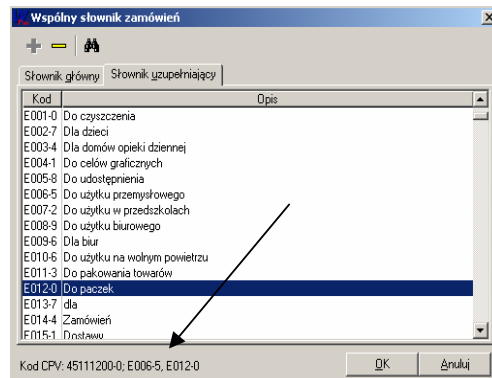 Wspólny słownik zamówień
Słownik główny Słownik uzupełniający
Kod Opis
E001-0 Do czyszczenia
E002-7 Dla dzieci
E003-4 Dla domów opieki dziennej
E004-1 Do celów graficznych
E005-8 Do udostępnienia
E006-5 Do użytku przemysłowego
E007-2 Do użytku w przedszkolach
E008-9 Do użytku biurowego
E009-6 Dla biur
E010-6 Do użytku na wolnym powietrzu
E011-3 Do pakowania towarów
E012-0 Do paczek
E013-7 dla
E014-4 Zamówień
E015-1 Dostawy
Kod CPV: 45111200-0; E006-5, E012-0
OK Anuluj